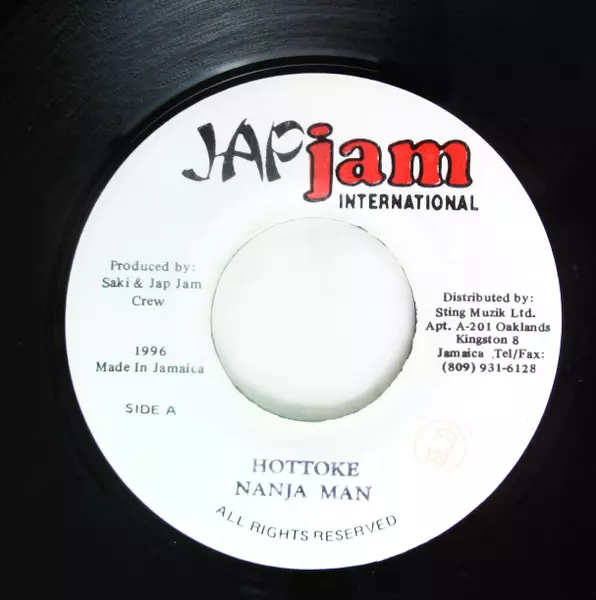 JAPjam
INTERNATIONAL
Produced by:
Saki & Jap Jam
Crew
1996
Made In Jamaica
SIDE A
Distributed by:
Sting Muzik Ltd.
Apt. A-201 Oaklands
Kingston 8
Jamaica .Tel/Fax:
(809) 931-6128
HOTTOKE
NANJA MAN
ALL RIGHTS RESERVED